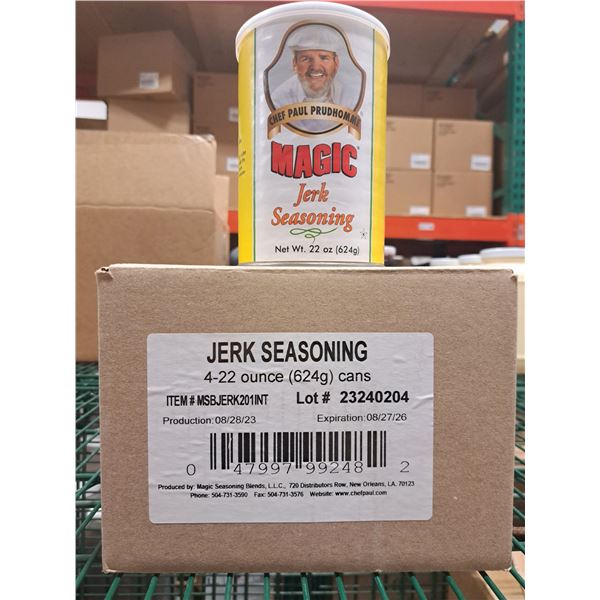 CHEF PAUL PRUDHOMME
MAGIC
Jerk
Seasoning
Net Wt. 22 oz (624g)
JERK SEASONING
4-22 ounce (624g) cans
ITEM # MSBJERK201INT Lot # 23240204
Production: 08/28/23 Expiration: 08/27/26
0 47997 99248 2
Produced by: Magic Seasoning Blends, L.L.C., 720 Distributors Row, New Orleans, LA. 70123
Phone: 504-731-3590 Fax: 504-731-3576 Website: www.chefpaul.com